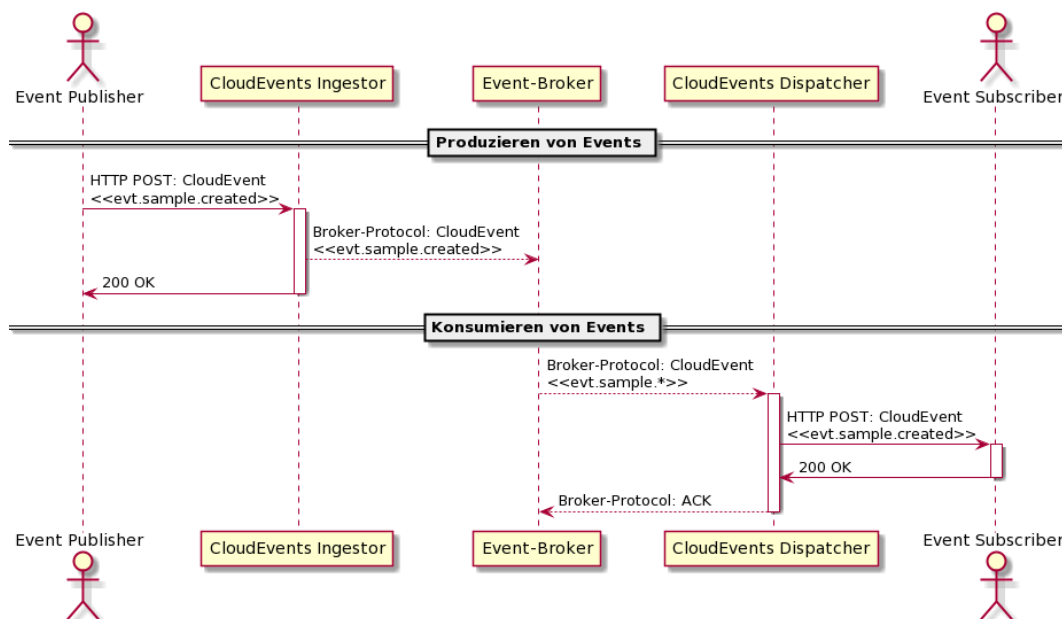 Event Publisher
CloudEvents Ingestor
Event-Broker
CloudEvents Dispatcher
Event Subscriber
Produzieren von Events
HTTP POST: CloudEvent
<<evt.sample.created>>
Broker-Protocol: CloudEvent
<<evt.sample.created>>
200 OK
Konsumieren von Events
Broker-Protocol: CloudEvent
<<evt.sample.*>>
HTTP POST: CloudEvent
<<evt.sample.created>>
200 OK
Broker-Protocol: ACK
Event Publisher
CloudEvents Ingestor
Event-Broker
CloudEvents Dispatcher
Event Subscriber